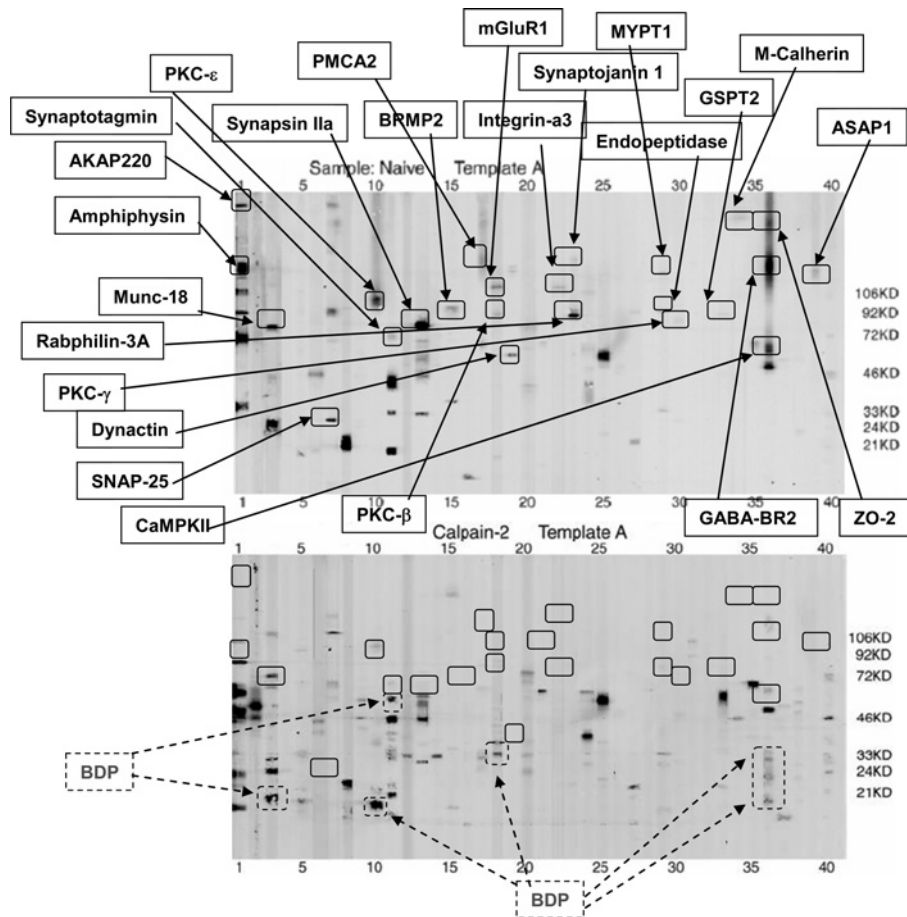 mGluR1
MYPT1
M-Calherin
PKC-ε
PMCA2
Synaptojanin 1
GSPT2
Synaptotagmin
Synapsin IIa
BRMP2
Integrin-a3
Endopeptidase
ASAP1
AKAP220
Sample: Naive Template A
1 5 10 15 20 25 30 35 40
Amphiphysin
Munc-18
106KD
92KD
Rabphilin-3A
72KD
PKC-γ
46KD
Dynactin
33KD
24KD
21KD
SNAP-25
1 5 10 15 20 25 30 35 40
CaMPKII
PKC-β
GABA-BR2
ZO-2
Calpain-2 Template A
1 5 10 15 20 25 30 35 40
106KD
92KD
72KD
46KD
BDP
33KD
24KD
21KD
1 5 10 15 20 25 30 35 40
BDP